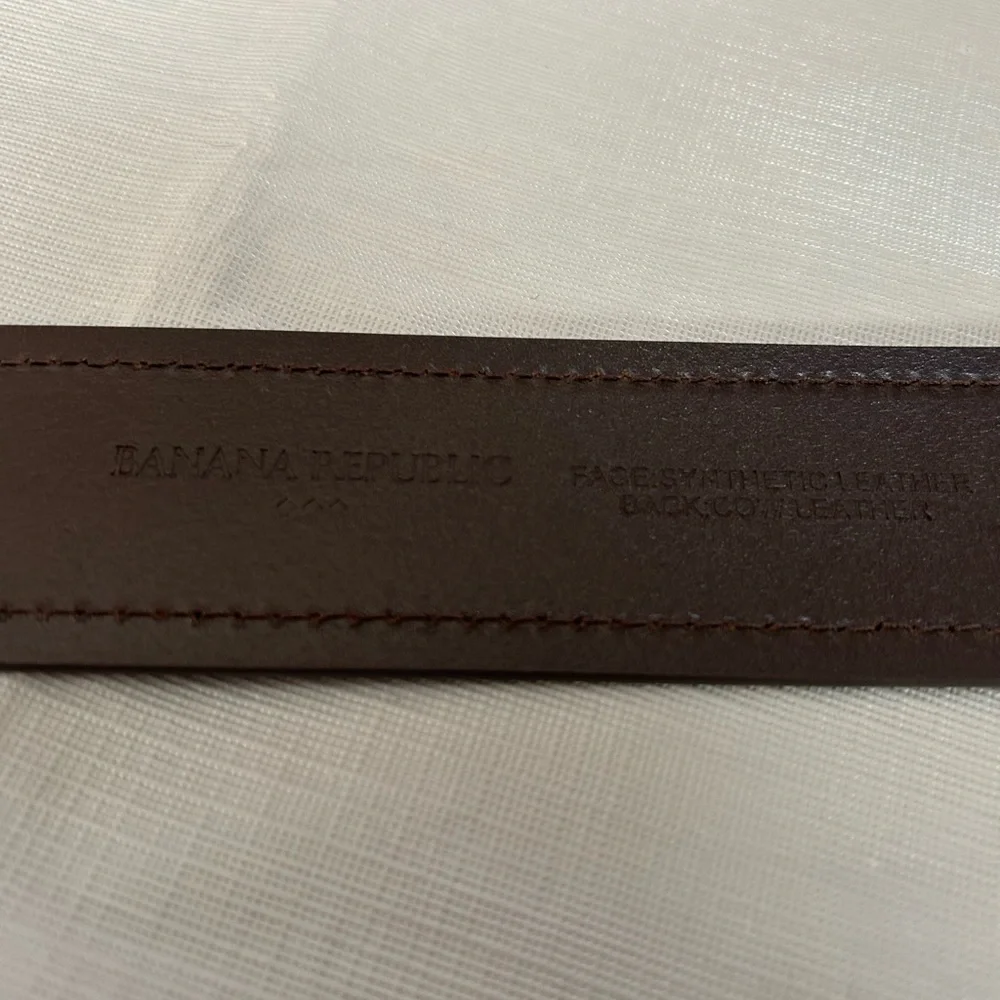 BANANA REPUBLIC
FACE:SYNTHETIC LEATHER
BACK:COW LEATHER